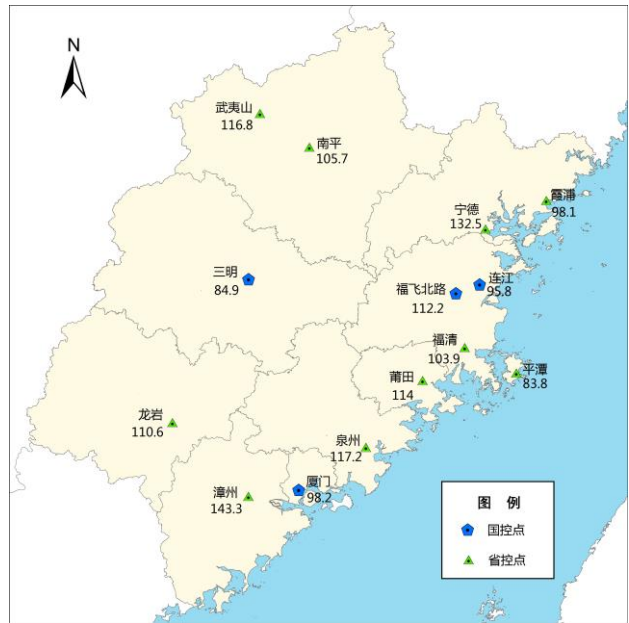 N
武夷山
116.8
南平
105.7
霞浦
98.1
宁德
132.5
三明
84.9
连江
95.8
福飞北路
112.2
福清
103.9
平潭
83.8
莆田
114
龙岩
110.6
泉州
117.2
厦门
98.2
漳州
143.3
图 例
国控点
省控点